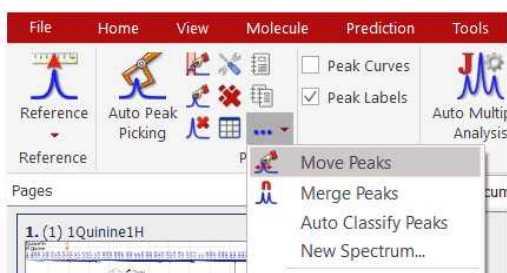 File Home View Molecule Prediction Tools
Reference
Auto Peak
Picking
Peak Curves
Peak Labels
Auto Multip
Analysis
Reference
P
Pages
Move Peaks
Merge Peaks
Auto Classify Peaks
New Spectrum...
cum
1. (1) 1Quinine1H